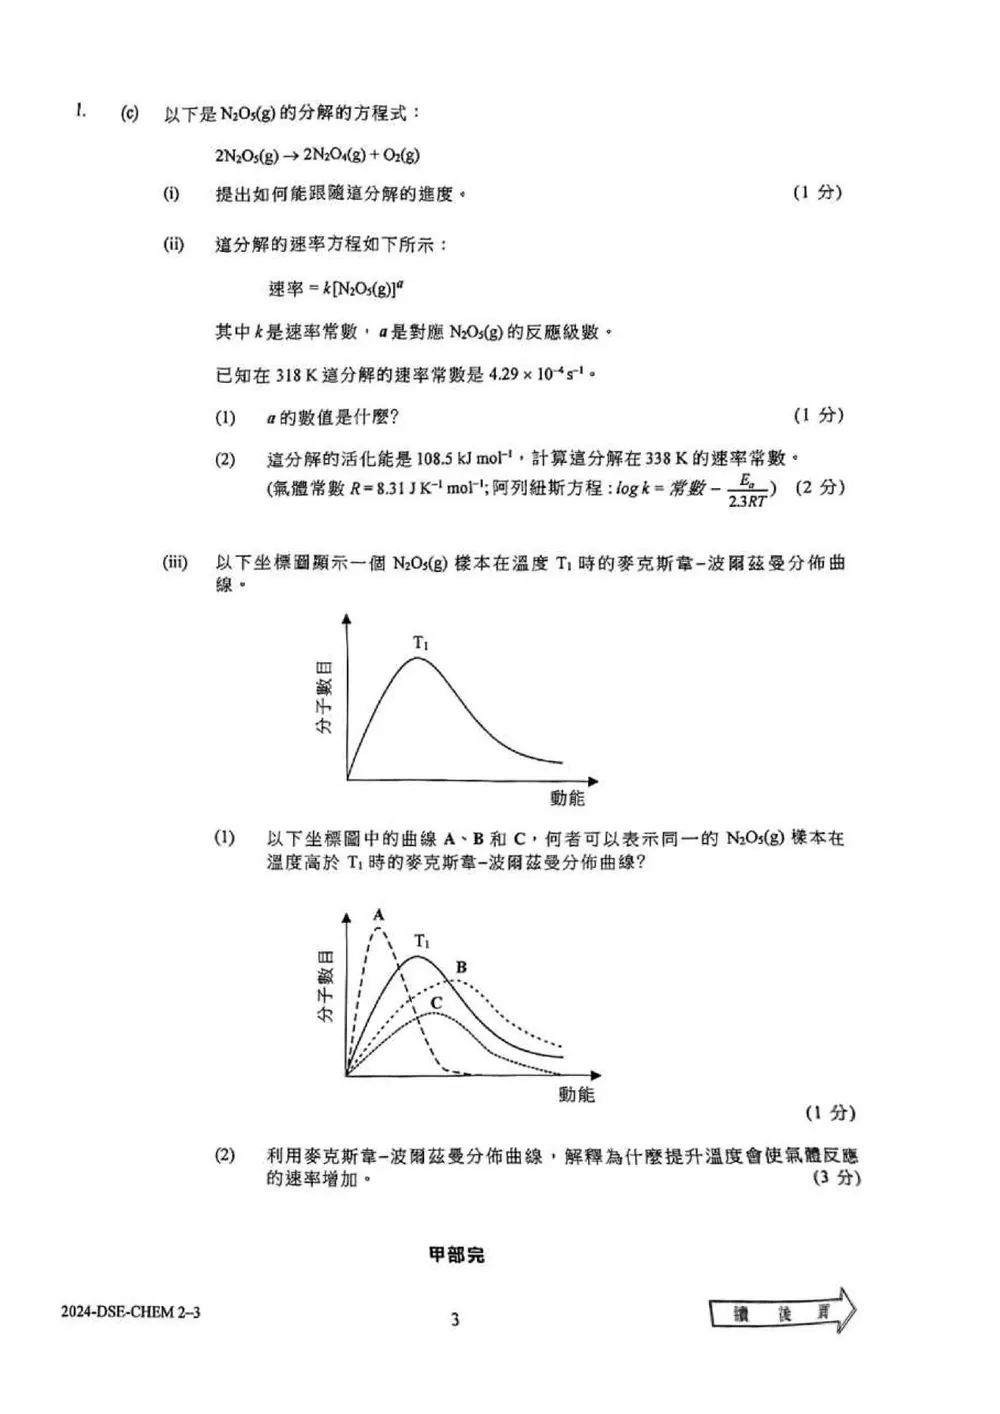 1. (c) 以下是 N₂O₅(g) 的分解的方程式：
2N₂O₅(g) → 2N₂O₄(g) + O₂(g)
(i) 提出如何能跟隨這分解的進度。 (1 分)
(ii) 這分解的速率方程如下所示：
速率 = k[N₂O₅(g)]ᵃ
其中 k 是速率常數，a 是對應 N₂O₅(g) 的反應級數。
已知在 318 K 這分解的速率常數是 4.29 × 10⁻⁴ s⁻¹。
(1) a 的數值是什麼? (1 分)
(2) 這分解的活化能是 108.5 kJ mol⁻¹，計算這分解在 338 K 的速率常數。
(氣體常數 R = 8.31 J K⁻¹ mol⁻¹; 阿列紐斯方程 : log k = 常數 − Eₐ/2.3RT) (2 分)
(iii) 以下坐標圖顯示一個 N₂O₅(g) 樣本在溫度 T₁ 時的麥克斯韋–波爾茲曼分佈曲
線。
T₁
分子數目
動能
(1) 以下坐標圖中的曲線 A、B 和 C，何者可以表示同一的 N₂O₅(g) 樣本在
溫度高於 T₁ 時的麥克斯韋–波爾茲曼分佈曲線?
A
T₁
B
C
分子數目
動能
(1 分)
(2) 利用麥克斯韋–波爾茲曼分佈曲線，解釋為什麼提升溫度會使氣體反應
的速率增加。 (3 分)
甲部完
2024-DSE-CHEM 2–3
3
續後頁